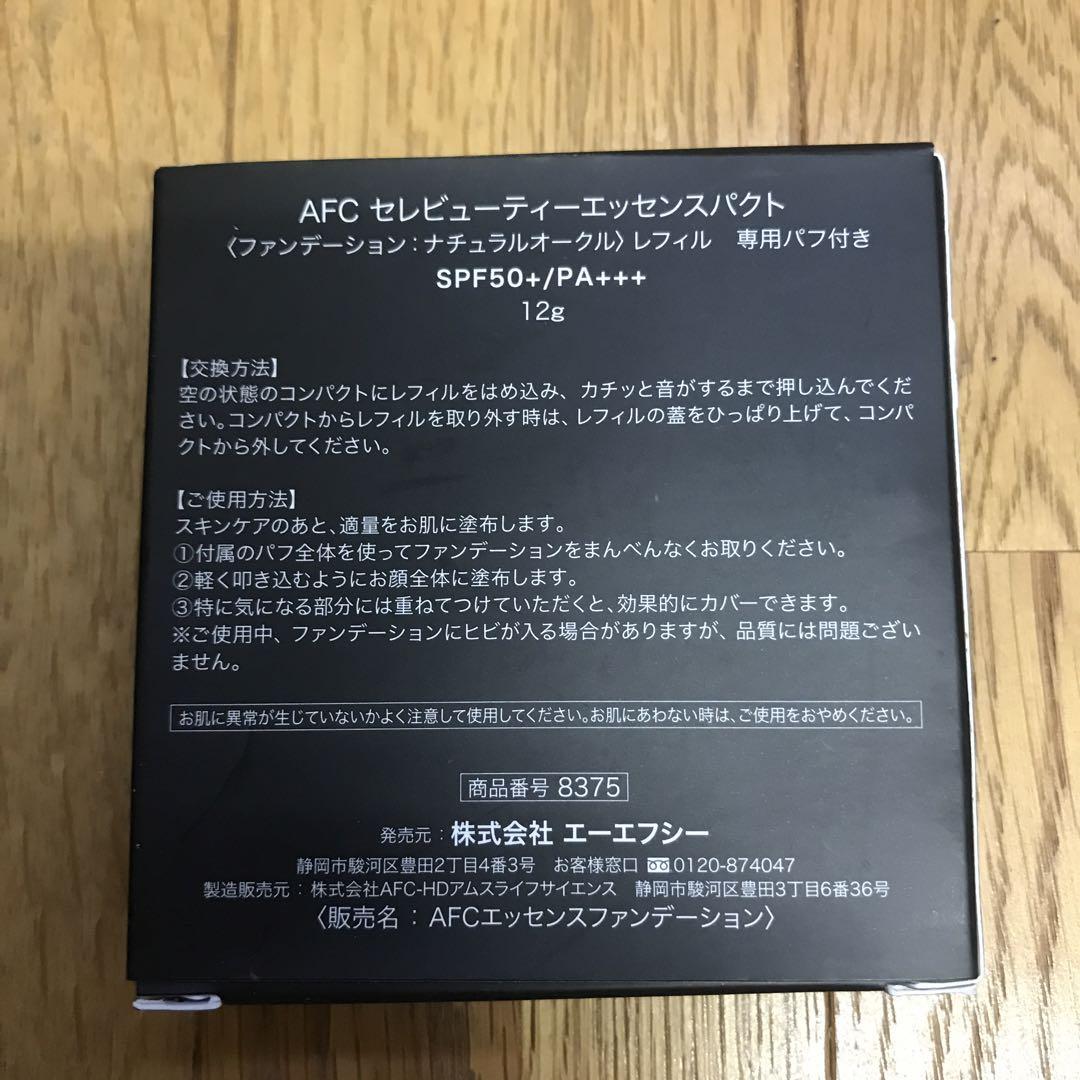 AFC セレビューティーエッセンスパクト
〈ファンデーション：ナチュラルオークル〉レフィル　専用パフ付き
SPF50+/PA+++
12g
【交換方法】
空の状態のコンパクトにレフィルをはめ込み、カチッと音がするまで押し込んでくだ
さい。コンパクトからレフィルを取り外す時は、レフィルの蓋をひっぱり上げて、コンパ
クトから外してください。
【ご使用方法】
スキンケアのあと、適量をお肌に塗布します。
①付属のパフ全体を使ってファンデーションをまんべんなくお取りください。
②軽く叩き込むようにお顔全体に塗布します。
③特に気になる部分には重ねてつけていただくと、効果的にカバーできます。
※ご使用中、ファンデーションにヒビが入る場合がありますが、品質には問題ござい
ません。
お肌に異常が生じていないかよく注意して使用してください。お肌にあわない時は、ご使用をおやめください。
商品番号 8375
発売元：株式会社 エーエフシー
静岡市駿河区豊田2丁目4番3号　お客様窓口 0120-874047
製造販売元：株式会社AFC-HDアムスライフサイエンス　静岡市駿河区豊田3丁目6番36号
〈販売名：AFCエッセンスファンデーション〉